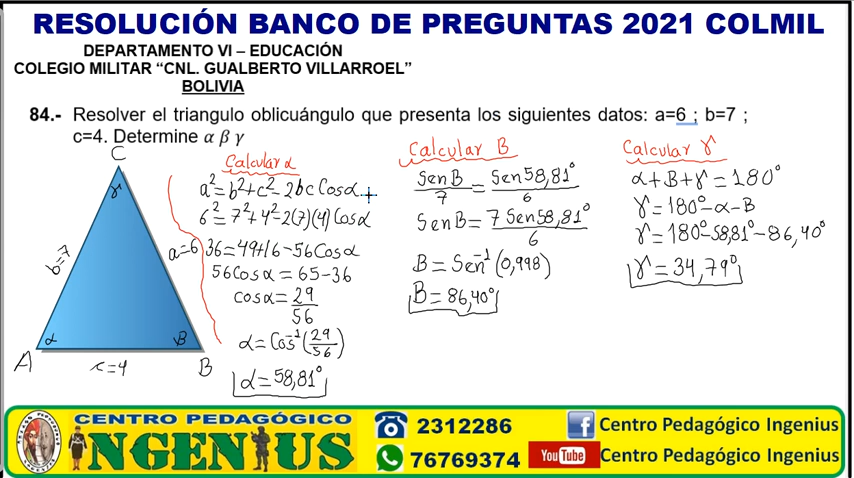 RESOLUCIÓN BANCO DE PREGUNTAS 2021 COLMIL
DEPARTAMENTO VI – EDUCACIÓN
COLEGIO MILITAR “CNL. GUALBERTO VILLARROEL”
BOLIVIA
84.- Resolver el triangulo oblicuángulo que presenta los siguientes datos: a=6 ; b=7 ;
c=4. Determine α β γ
C
γ
b=7
a=6
α
B
A
c=4
B
Calcular α
a²=b²+c²-2bc Cosα
6²=7²+4²-2(7)(4)Cosα
36=49+16-56Cosα
56Cosα=65-36
Cosα=29/56
α=Cos⁻¹(29/56)
α=58,81°
Calcular B
SenB/7=Sen58,81°/6
SenB=7Sen58,81°/6
B=Sen⁻¹(0,998)
B=86,40°
Calcular γ
α+B+γ=180°
γ=180°-α-B
γ=180°-58,81°-86,40°
γ=34,79°
CENTRO PEDAGÓGICO
INGENIUS
2312286
76769374
f Centro Pedagógico Ingenius
YouTube Centro Pedagógico Ingenius